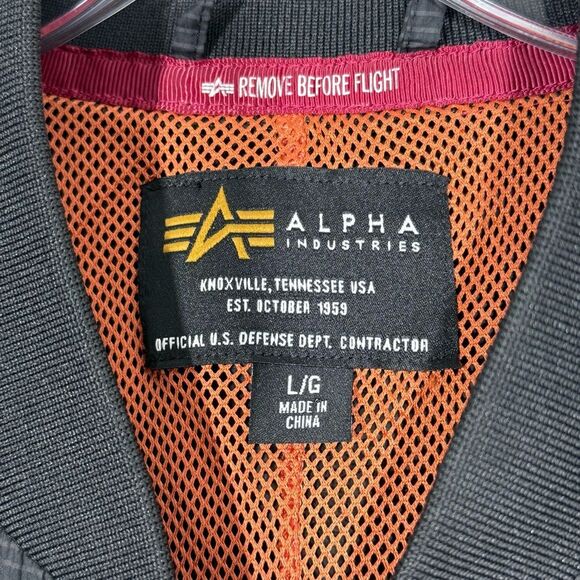 REMOVE BEFORE FLIGHT
ALPHA
INDUSTRIES
KNOXVILLE, TENNESSEE USA
EST. OCTOBER 1959
OFFICIAL U.S. DEFENSE DEPT. CONTRACTOR
L/G
MADE IN
CHINA